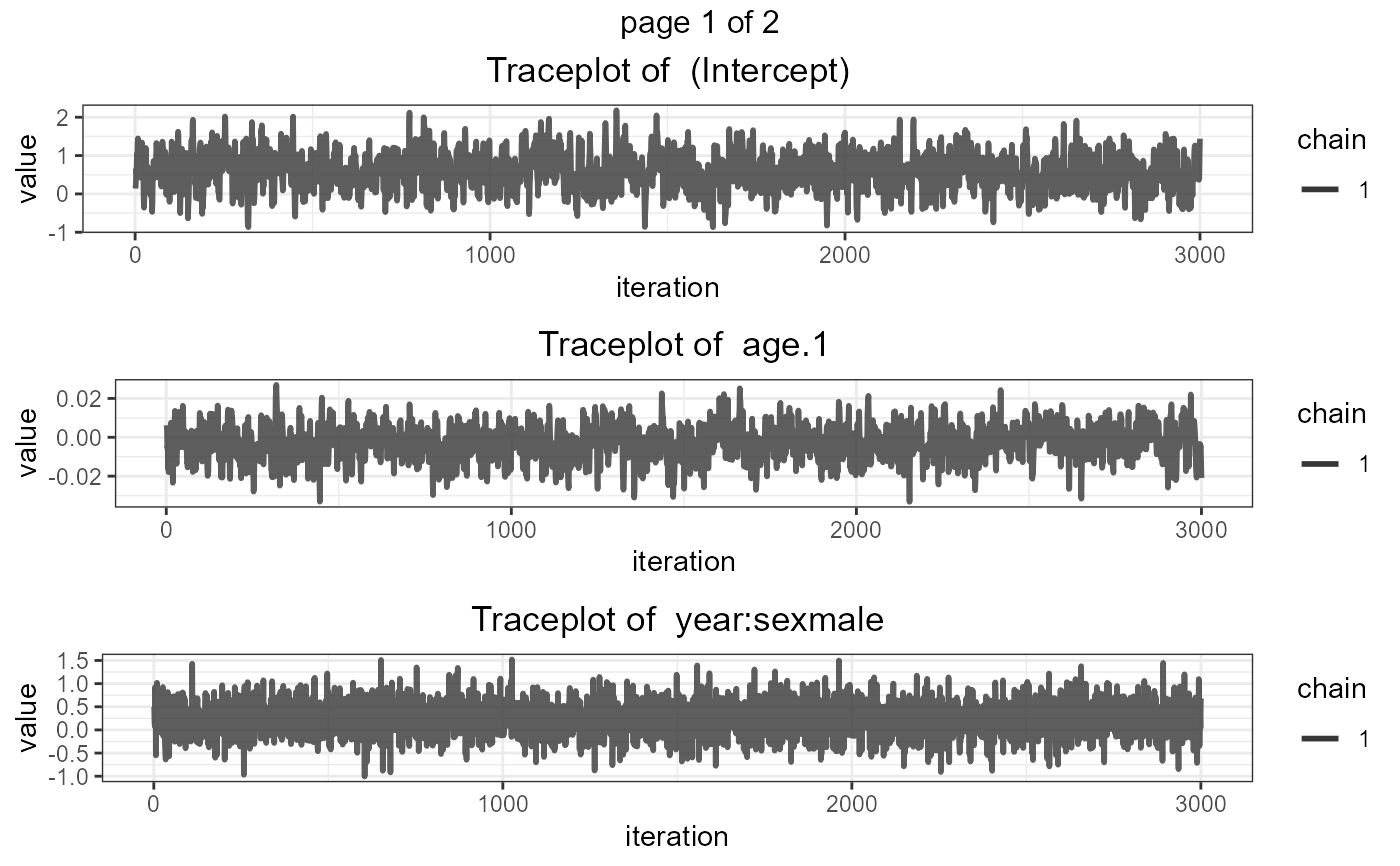 page 1 of 2
Traceplot of  (Intercept)
value
2
1
0
-1
0 1000 2000 3000
iteration
chain
1
Traceplot of  age.1
value
0.02
0.00
-0.02
0 1000 2000 3000
iteration
chain
1
Traceplot of  year:sexmale
value
1.5
1.0
0.5
0.0
-0.5
-1.0
0 1000 2000 3000
iteration
chain
1